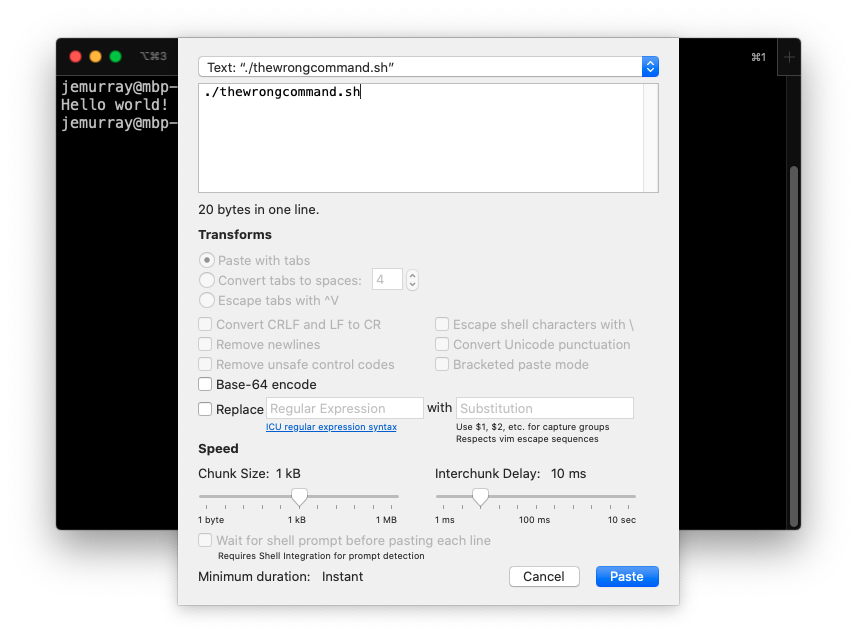 ⌥⌘3
⌘1
jemurray@mbp-
Hello world!
jemurray@mbp-
Text: “./thewrongcommand.sh”
./thewrongcommand.sh
20 bytes in one line.
Transforms
Paste with tabs
Convert tabs to spaces: 4
Escape tabs with ^V
Convert CRLF and LF to CR
Escape shell characters with \
Remove newlines
Convert Unicode punctuation
Remove unsafe control codes
Bracketed paste mode
Base-64 encode
Replace Regular Expression with Substitution
ICU regular expression syntax
Use $1, $2, etc. for capture groups
Respects vim escape sequences
Speed
Chunk Size: 1 kB
Interchunk Delay: 10 ms
1 byte 1 kB 1 MB
1 ms 100 ms 10 sec
Wait for shell prompt before pasting each line
Requires Shell Integration for prompt detection
Minimum duration: Instant
Cancel
Paste